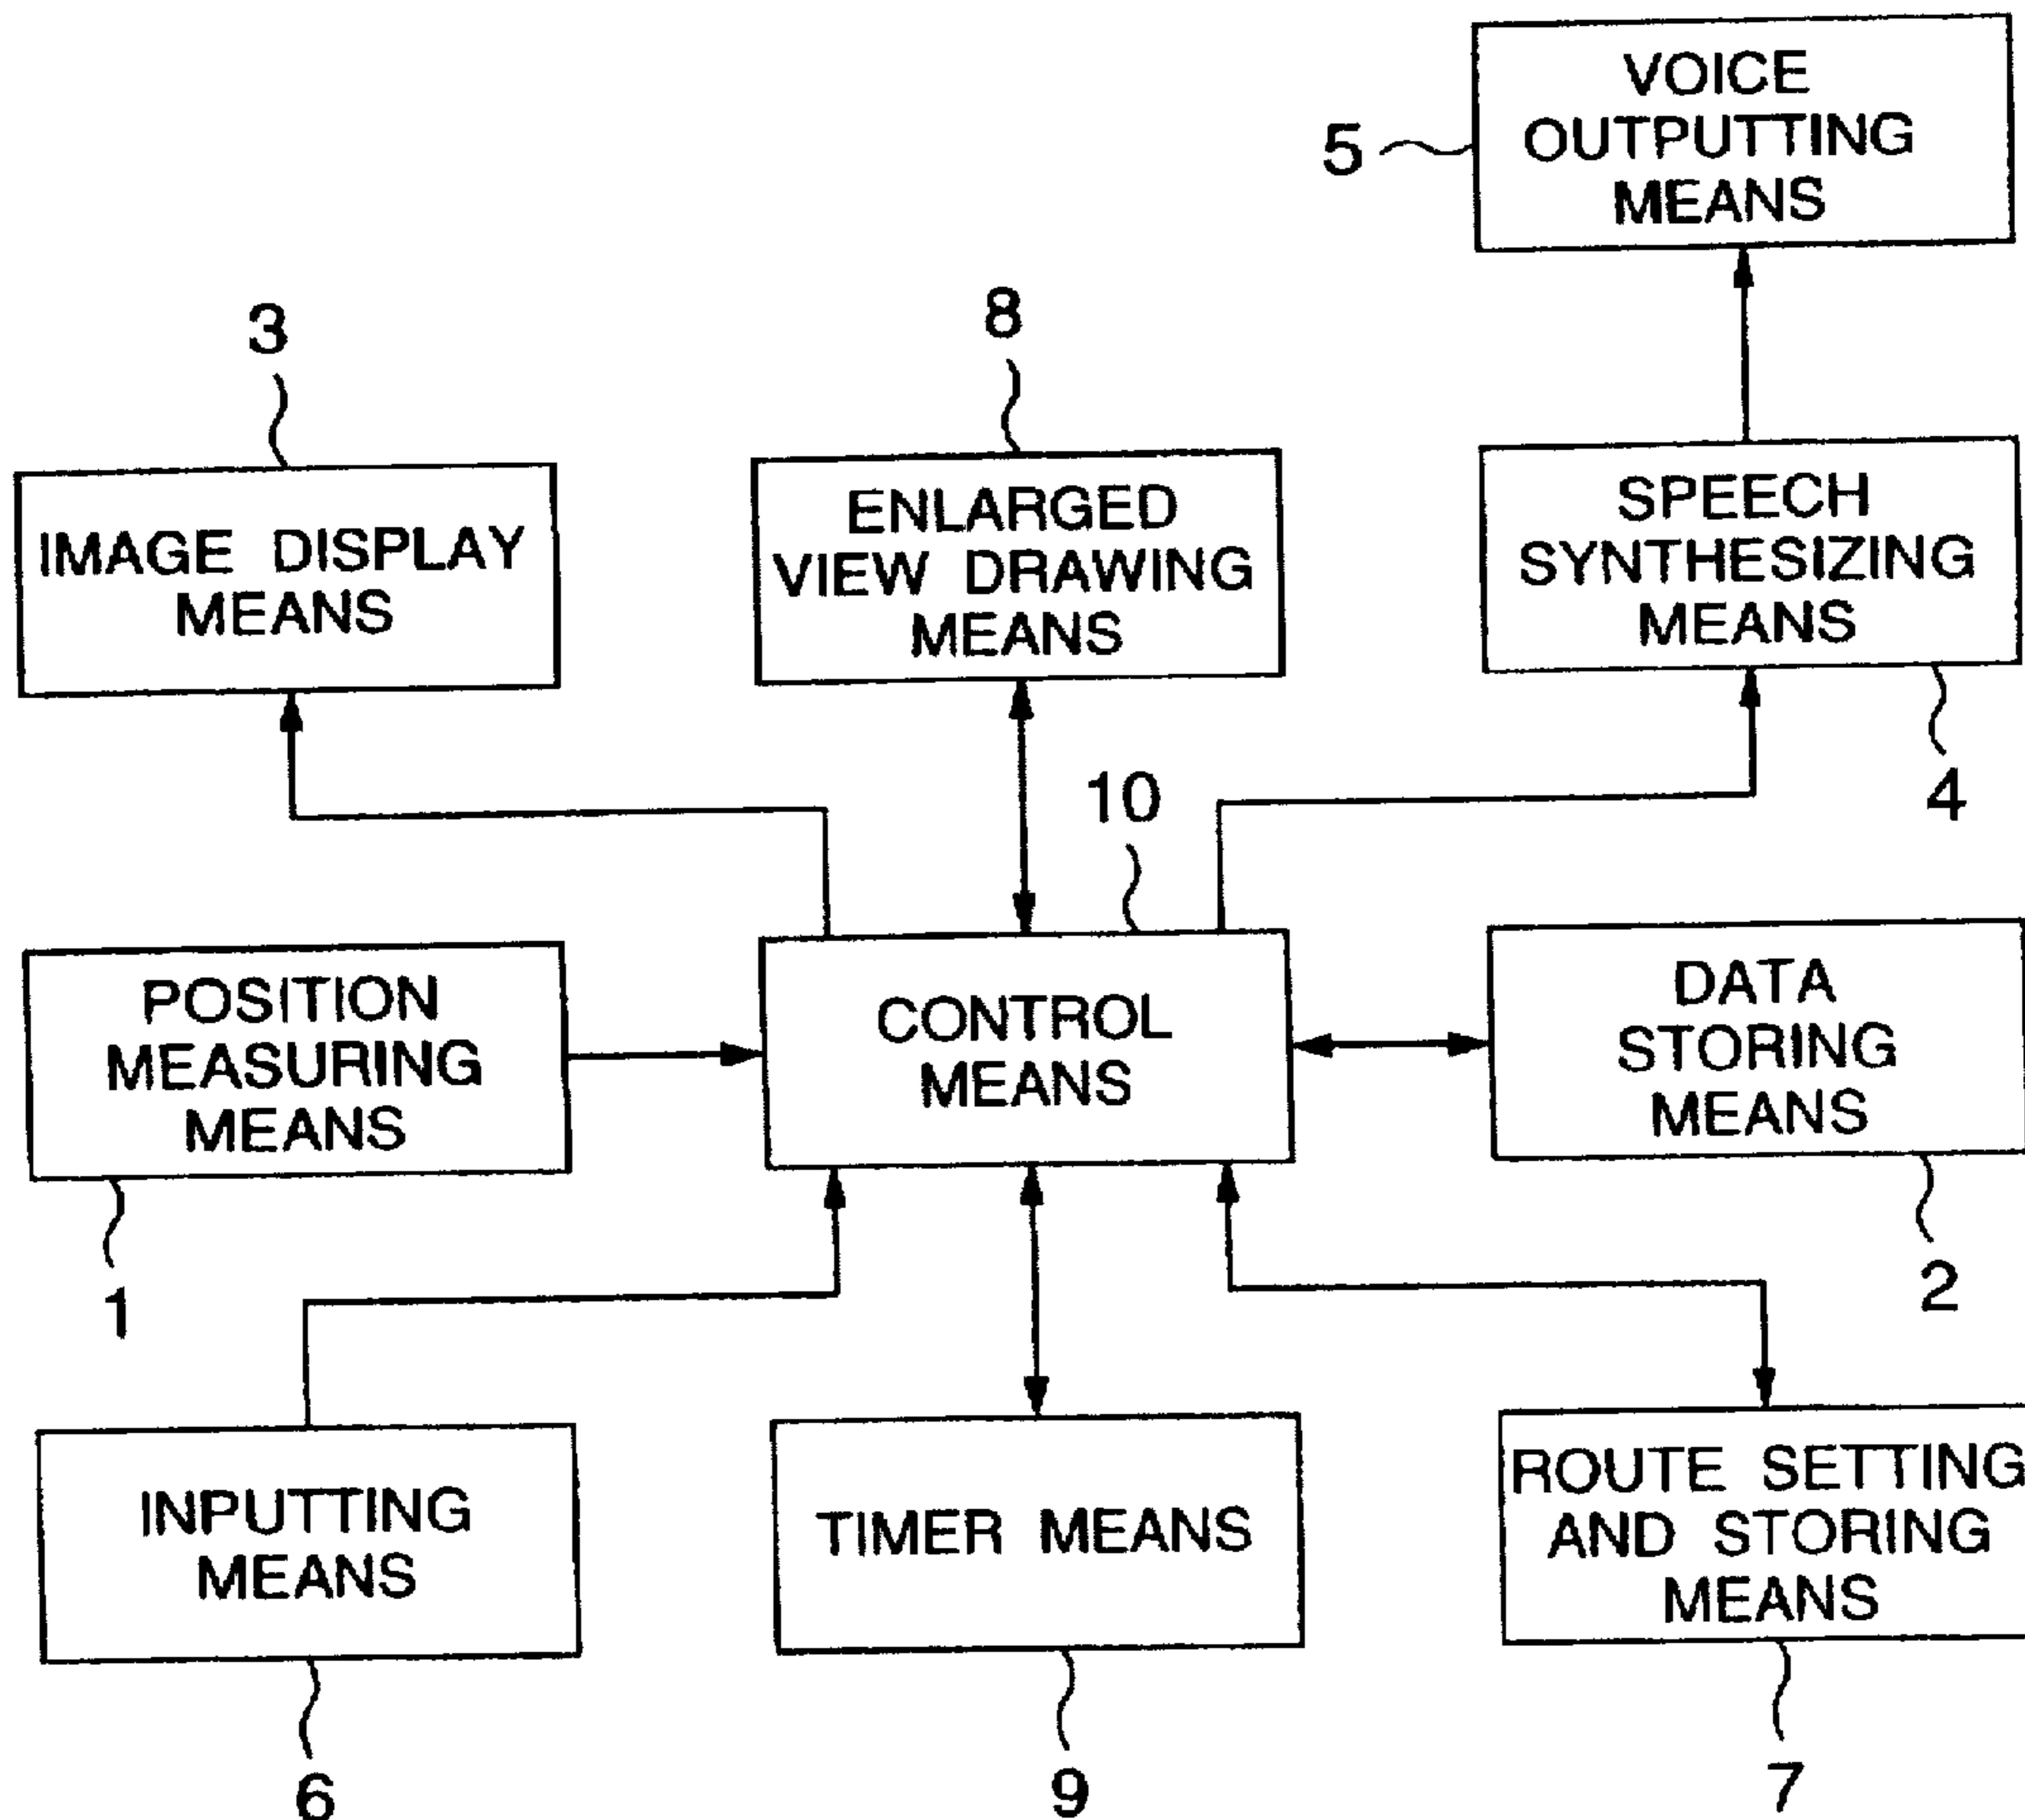 VOICE
OUTPUTTING
MEANS
5
3
8
IMAGE DISPLAY
MEANS
ENLARGED
VIEW DRAWING
MEANS
SPEECH
SYNTHESIZING
MEANS
10
4
POSITION
MEASURING
MEANS
CONTROL
MEANS
DATA
STORING
MEANS
1
2
INPUTTING
MEANS
TIMER MEANS
ROUTE SETTING
AND STORING
MEANS
6
9
7